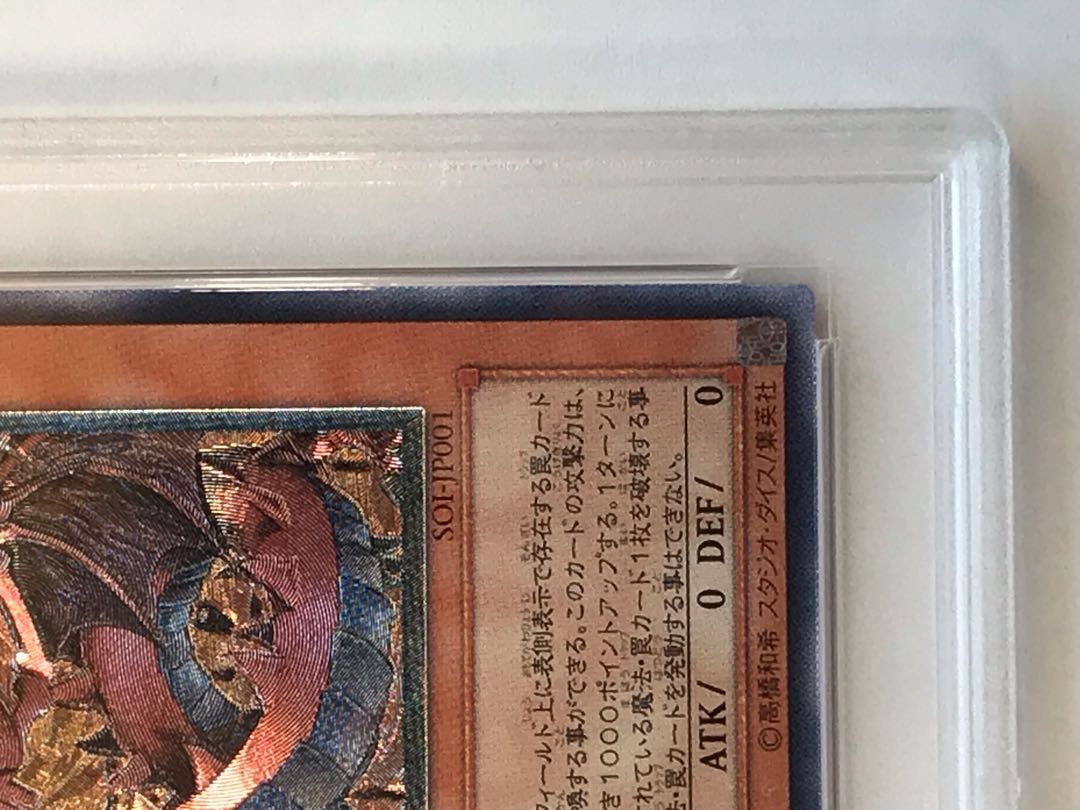 SOI-JP001
フィールド上に表側表示で存在する罠カード
喚する事ができる。このカードの攻撃力は、
き1000ポイントアップする。1ターンに
れている魔法・罠カード1枚を破壊する事
法・罠カードを発動する事はできない。
ATK/ 0 DEF/ 0
©高橋和希 スタジオ・ダイス/集英社